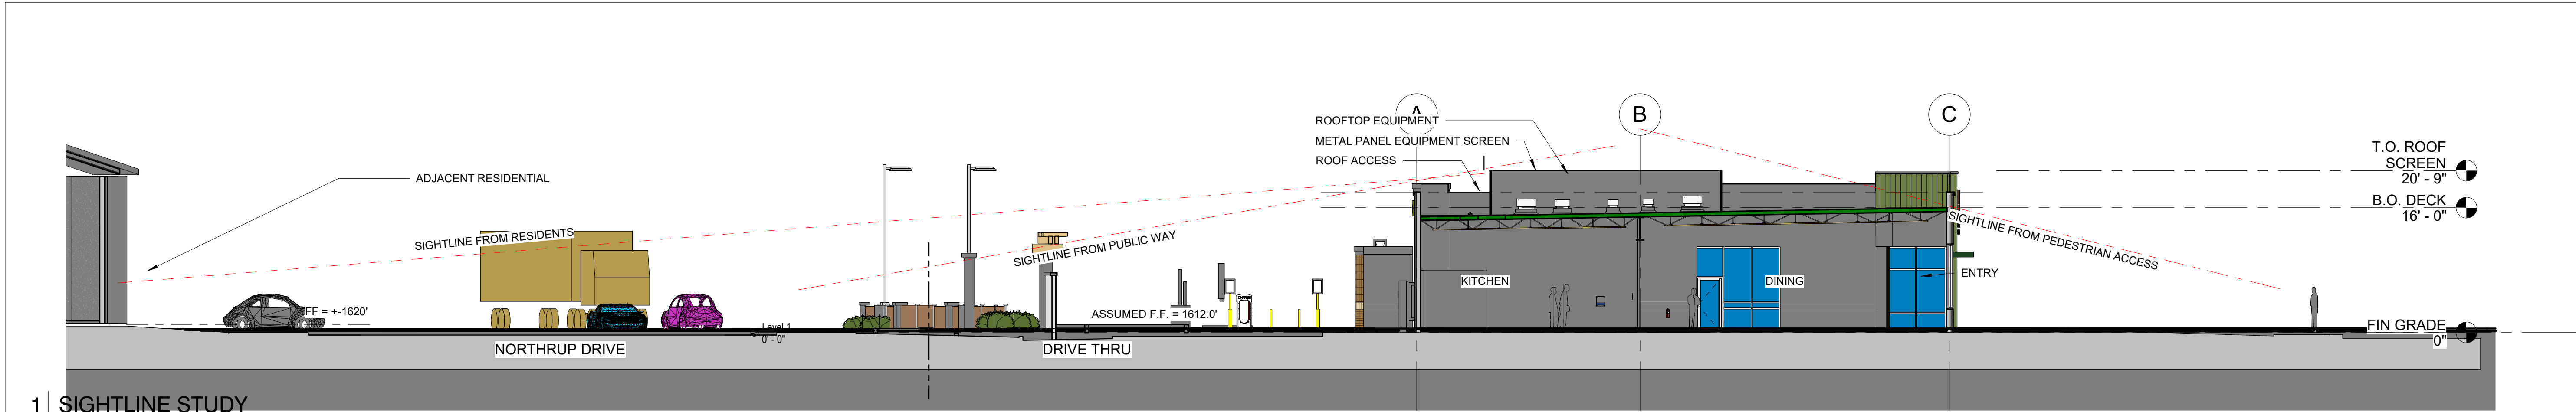 A
B
C
ROOFTOP EQUIPMENT
METAL PANEL EQUIPMENT SCREEN
ROOF ACCESS
T.O. ROOF
SCREEN
20' - 9"
B.O. DECK
16' - 0"
ADJACENT RESIDENTIAL
SIGHTLINE FROM RESIDENTS
SIGHTLINE FROM PUBLIC WAY
SIGHTLINE FROM PEDESTRIAN ACCESS
KITCHEN
DINING
ENTRY
FF = +-1620'
ASSUMED F.F. = 1612.0'
Level 1
0' - 0"
FIN GRADE
0"
NORTHRUP DRIVE
DRIVE THRU
1 SIGHTLINE STUDY